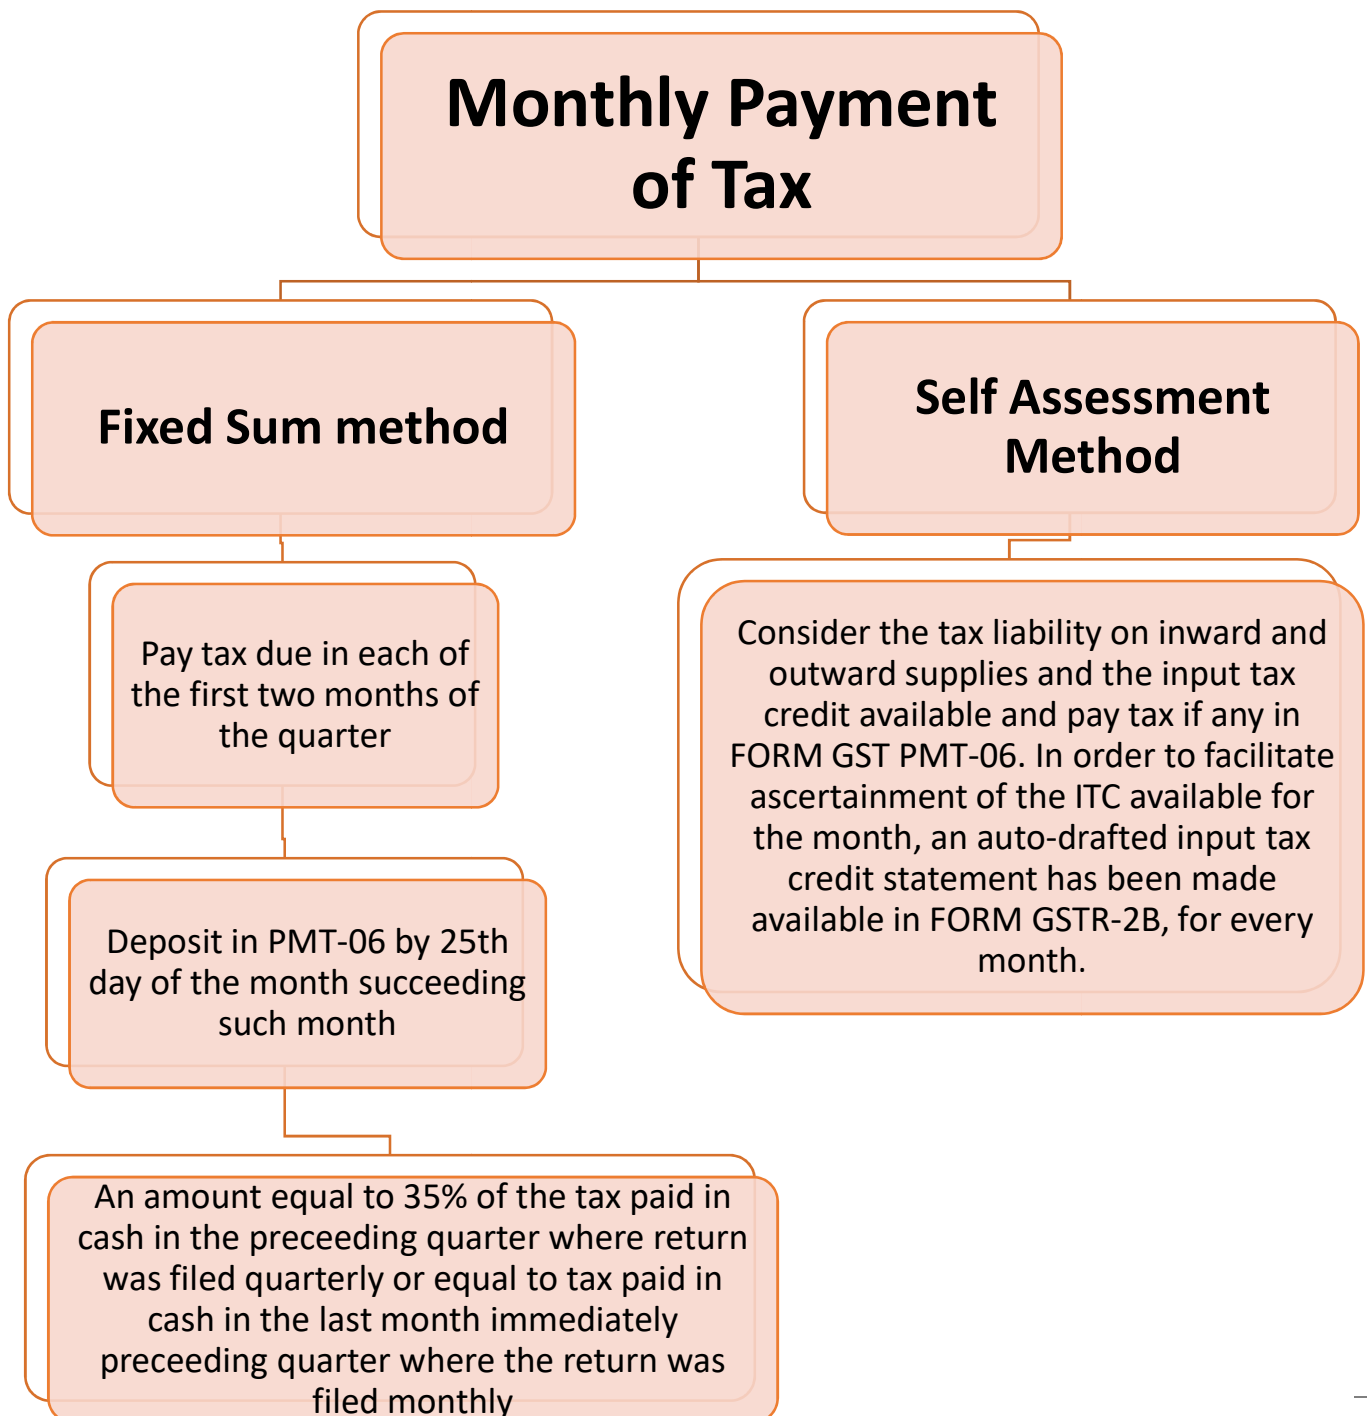 Monthly Payment
of Tax
Fixed Sum method
Pay tax due in each of
the first two months of
the quarter
Deposit in PMT-06 by 25th
day of the month succeeding
such month
An amount equal to 35% of the tax paid in
cash in the preceeding quarter where return
was filed quarterly or equal to tax paid in
cash in the last month immediately
preceeding quarter where the return was
filed monthly
Self Assessment
Method
Consider the tax liability on inward and
outward supplies and the input tax
credit available and pay tax if any in
FORM GST PMT-06. In order to facilitate
ascertainment of the ITC available for
the month, an auto-drafted input tax
credit statement has been made
available in FORM GSTR-2B, for every
month.